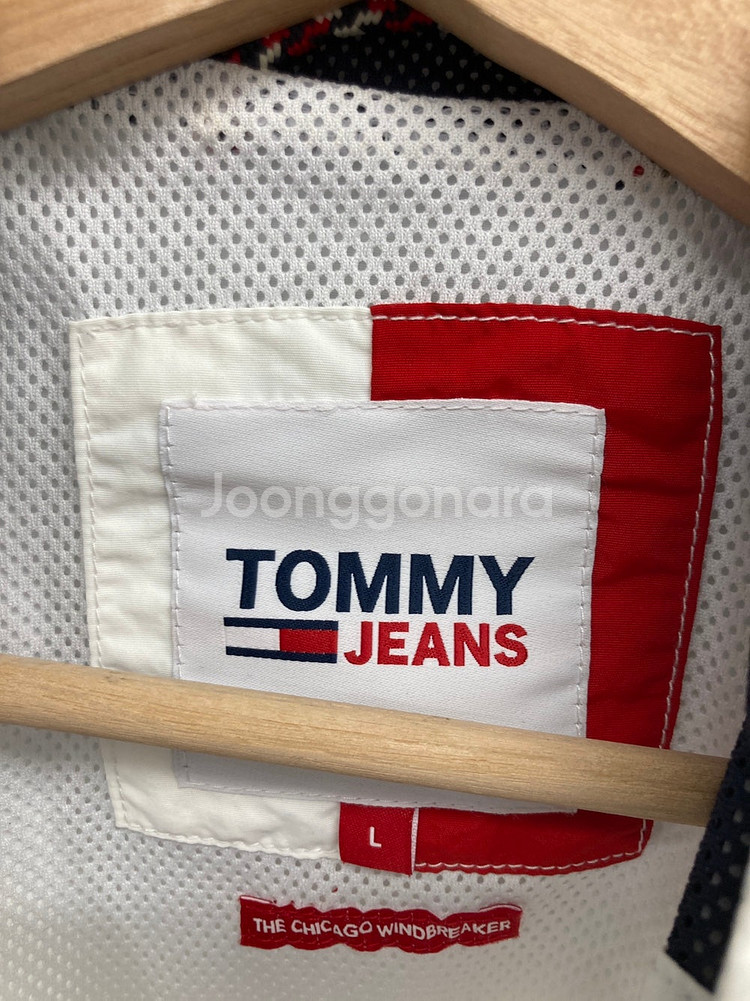 Joonggonara
TOMMY
JEANS
L
THE CHICAGO WINDBREAKER